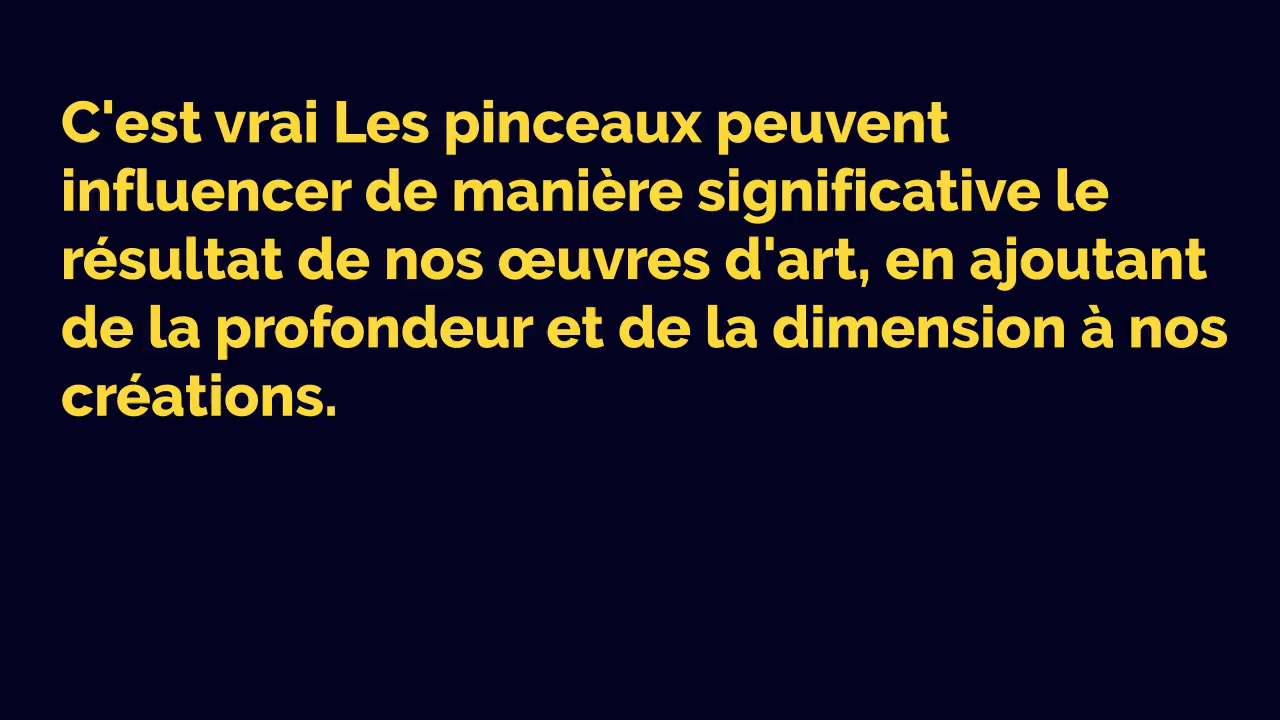 C'est vrai Les pinceaux peuvent
influencer de manière significative le
résultat de nos œuvres d'art, en ajoutant
de la profondeur et de la dimension à nos
créations.